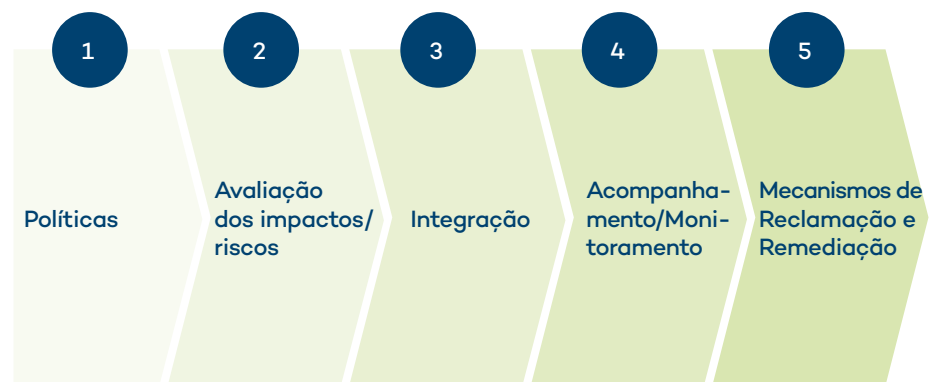 1
Políticas
2
Avaliação
dos impactos/
riscos
3
Integração
4
Acompanha-
mento/Moni-
toramento
5
Mecanismos de
Reclamação e
Remediação